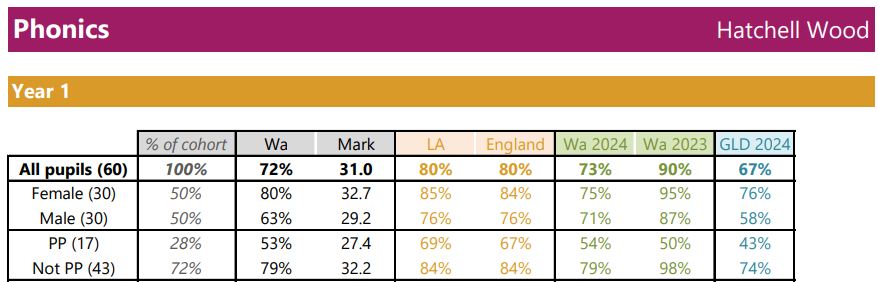 Phonics Hatchell Wood
Year 1
% of cohort Wa Mark LA England Wa 2024 Wa 2023 GLD 2024
All pupils (60) 100% 72% 31.0 80% 80% 73% 90% 67%
Female (30) 50% 80% 32.7 85% 84% 75% 95% 76%
Male (30) 50% 63% 29.2 76% 76% 71% 87% 58%
PP (17) 28% 53% 27.4 69% 67% 54% 50% 43%
Not PP (43) 72% 79% 32.2 84% 84% 79% 98% 74%